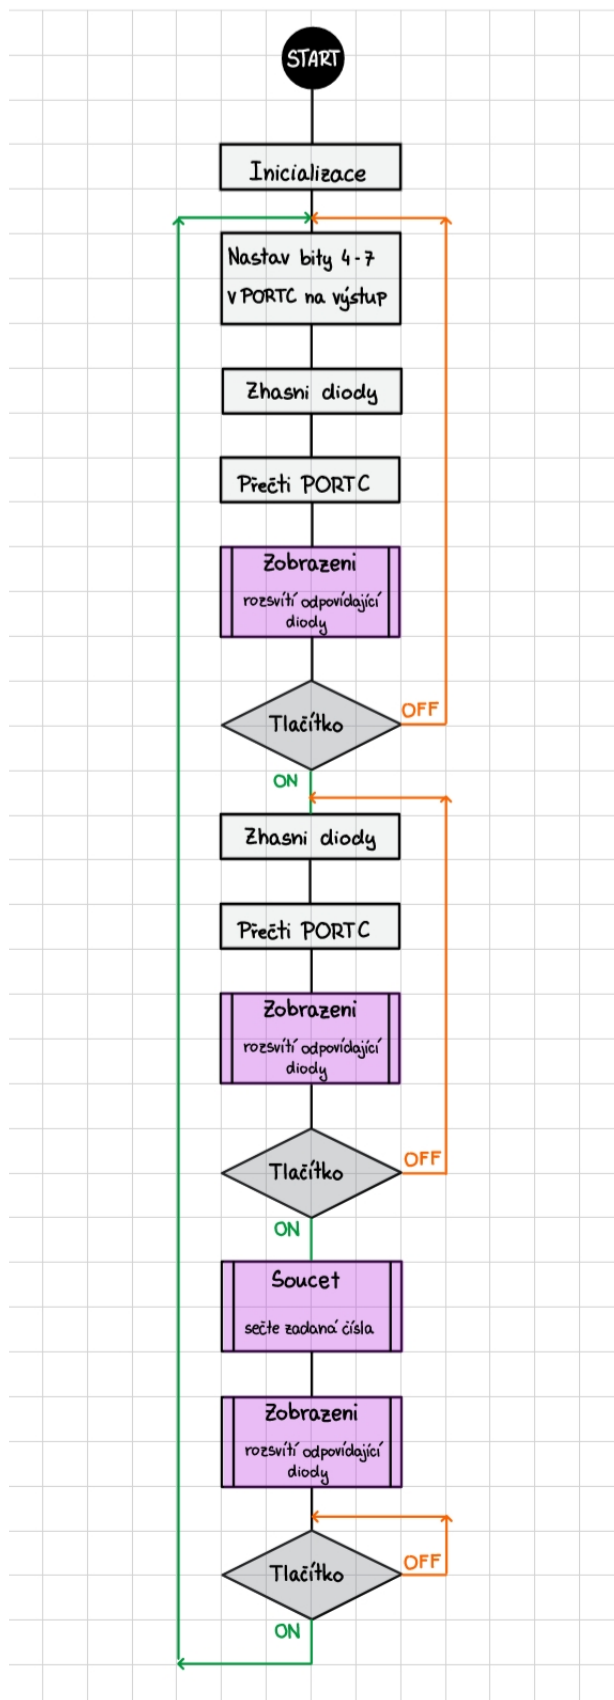 START
Inicializace
Nastav bity 4-7
v PORTC na výstup
Zhasni diody
Přečti PORTC
Zobrazeni
rozsvítí odpovídající
diody
Tlačítko
OFF
ON
Zhasni diody
Přečti PORTC
Zobrazeni
rozsvítí odpovídající
diody
Tlačítko
OFF
ON
Soucet
sečte zadaná čísla
Zobrazeni
rozsvítí odpovídající
diody
Tlačítko
OFF
ON